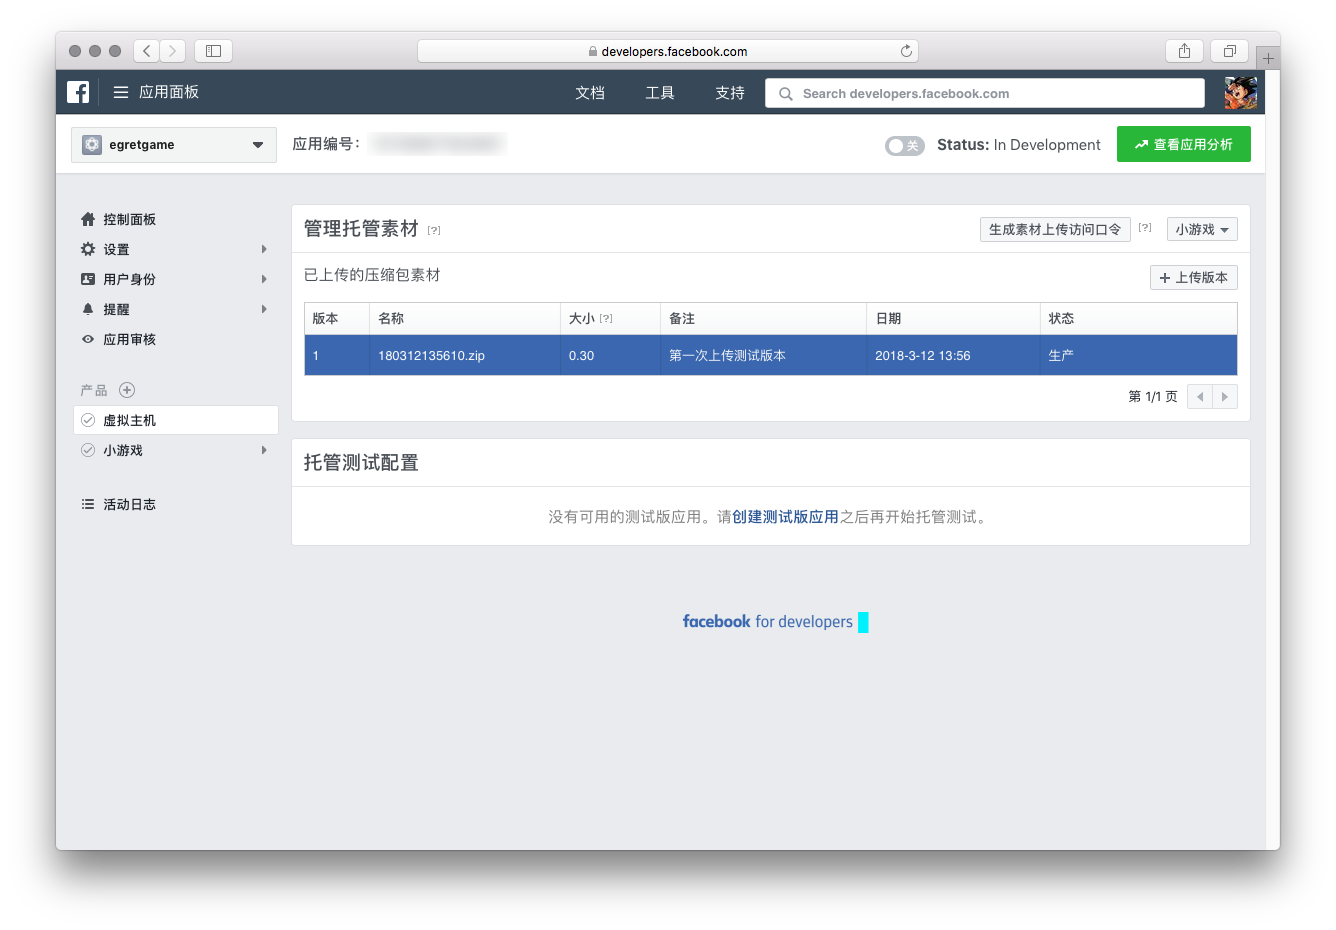 developers.facebook.com
应用面板 文档 工具 支持 Search developers.facebook.com
egretgame 应用编号： 关 Status: In Development 查看应用分析
控制面板
设置
用户身份
提醒
应用审核
产品
虚拟主机
小游戏
活动日志
管理托管素材 [?] 生成素材上传访问口令 [?] 小游戏
已上传的压缩包素材 + 上传版本
版本 名称 大小 [?] 备注 日期 状态
1 180312135610.zip 0.30 第一次上传测试版本 2018-3-12 13:56 生产
第 1/1 页
托管测试配置
没有可用的测试版应用。请创建测试版应用之后再开始托管测试。
facebook for developers